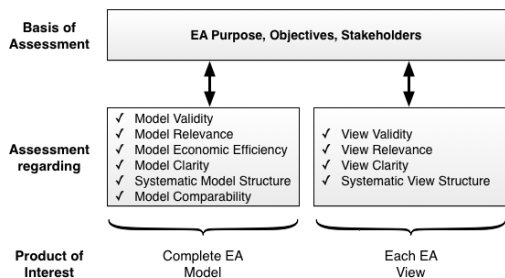 Basis of
Assessment
EA Purpose, Objectives, Stakeholders
Assessment
regarding
✓ Model Validity
✓ Model Relevance
✓ Model Economic Efficiency
✓ Model Clarity
✓ Systematic Model Structure
✓ Model Comparability
✓ View Validity
✓ View Relevance
✓ View Clarity
✓ Systematic View Structure
Product of
Interest
Complete EA
Model
Each EA
View